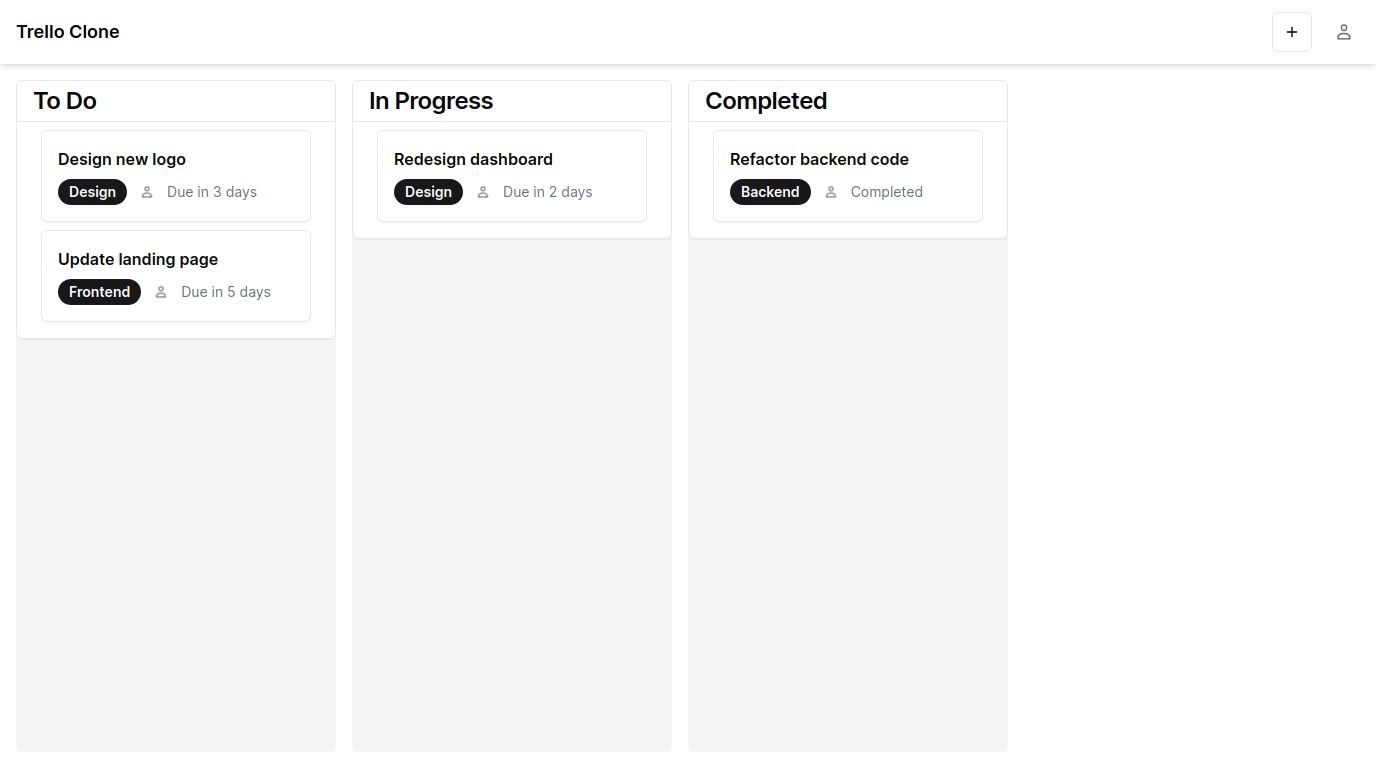 Trello Clone
To Do
Design new logo
Design Due in 3 days
Update landing page
Frontend Due in 5 days
In Progress
Redesign dashboard
Design Due in 2 days
Completed
Refactor backend code
Backend Completed